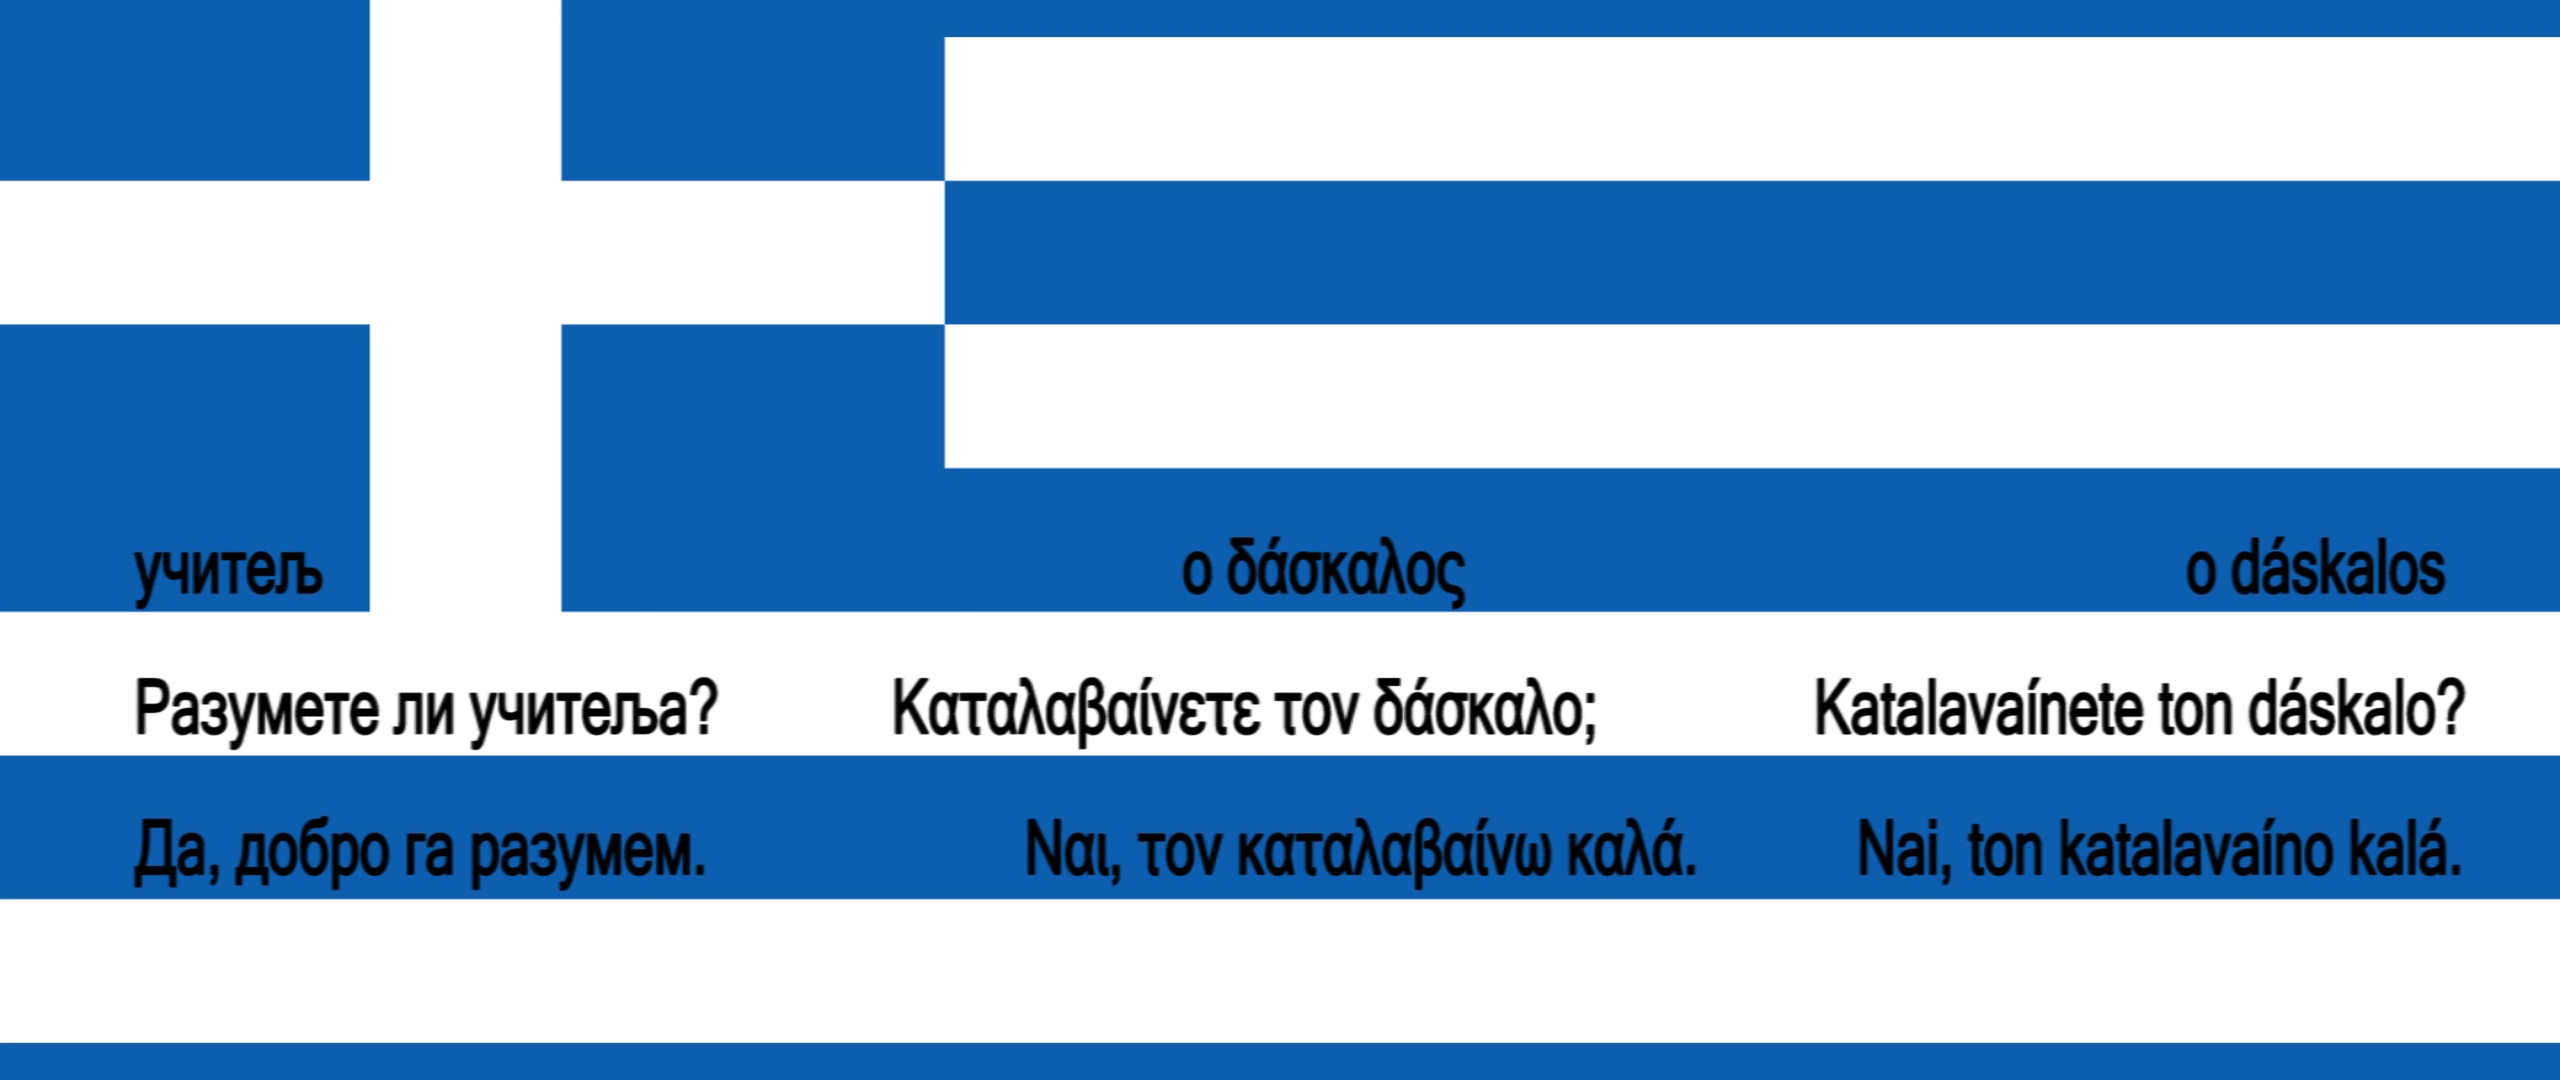 учитељ ο δάσκαλος o dáskalos
Разумете ли учитеља? Καταλαβαίνετε τον δάσκαλο; Katalavaínete ton dáskalo?
Да, добро га разумем. Ναι, τον καταλαβαίνω καλά. Nai, ton katalavaíno kalá.